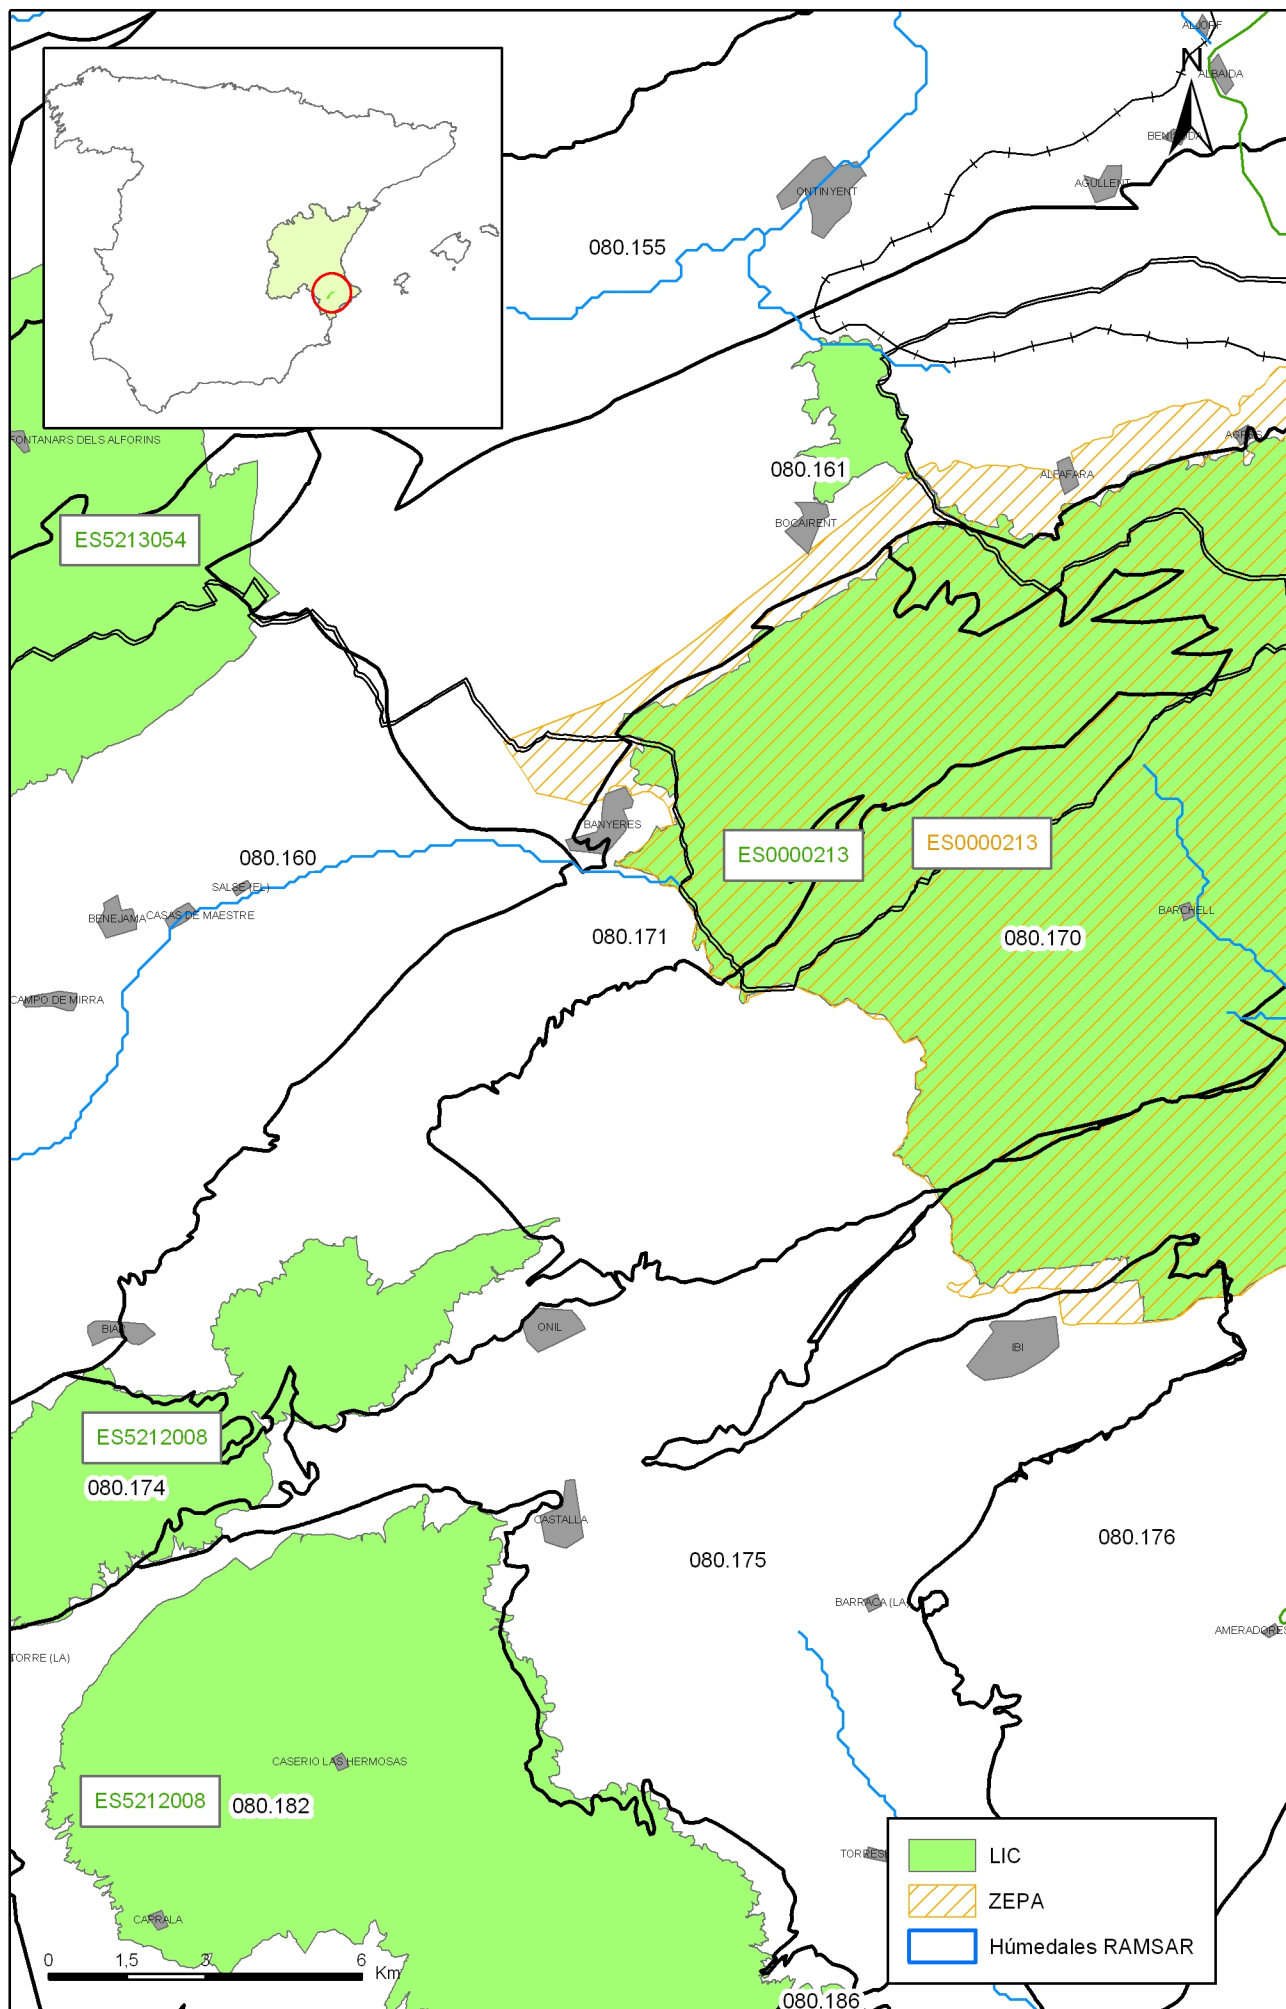 ALJORF
N
ALBAIDA
BENISODA
AGULLENT
ONTINYENT
080.155
FONTANARS DELS ALFORINS
AGRES
080.161
ALFAFARA
BOCAIRENT
ES5213054
BANYERES
ES0000213
ES0000213
080.160
SALSE (EL)
BENEJAMA
CASAS DE MAESTRE
BARCHELL
080.171
080.170
CAMPO DE MIRRA
BIAR
ONIL
IBI
ES5212008
080.174
CASTALLA
080.175
080.176
BARRACA (LA)
AMERADORES
TORRE (LA)
CASERIO LAS HERMOSAS
ES5212008
080.182
LIC
ZEPA
Húmedales RAMSAR
CAPRALA
0 1,5 3 6
Km
080.186